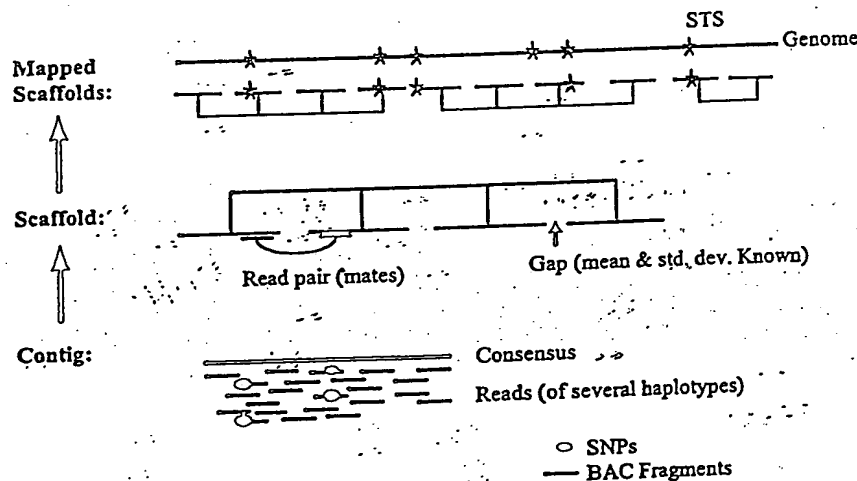 STS
Genome
Mapped
Scaffolds:
Scaffold:
Read pair (mates)
Gap (mean & std. dev. Known)
Contig:
Consensus
Reads (of several haplotypes)
SNPs
BAC Fragments